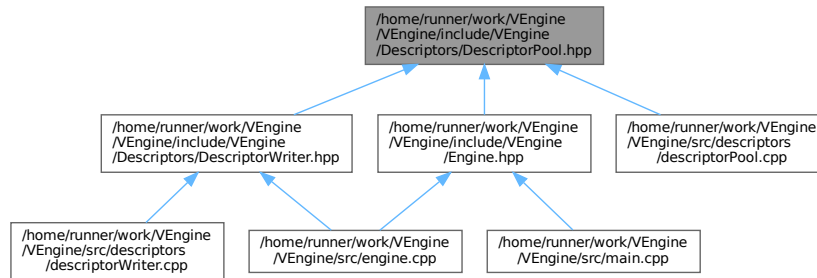 /home/runner/work/VEngine
/VEngine/include/VEngine
/Descriptors/DescriptorPool.hpp
/home/runner/work/VEngine
/VEngine/include/VEngine
/Descriptors/DescriptorWriter.hpp
/home/runner/work/VEngine
/VEngine/include/VEngine
/Engine.hpp
/home/runner/work/VEngine
/VEngine/src/descriptors
/descriptorPool.cpp
/home/runner/work/VEngine
/VEngine/src/descriptors
/descriptorWriter.cpp
/home/runner/work/VEngine
/VEngine/src/engine.cpp
/home/runner/work/VEngine
/VEngine/src/main.cpp